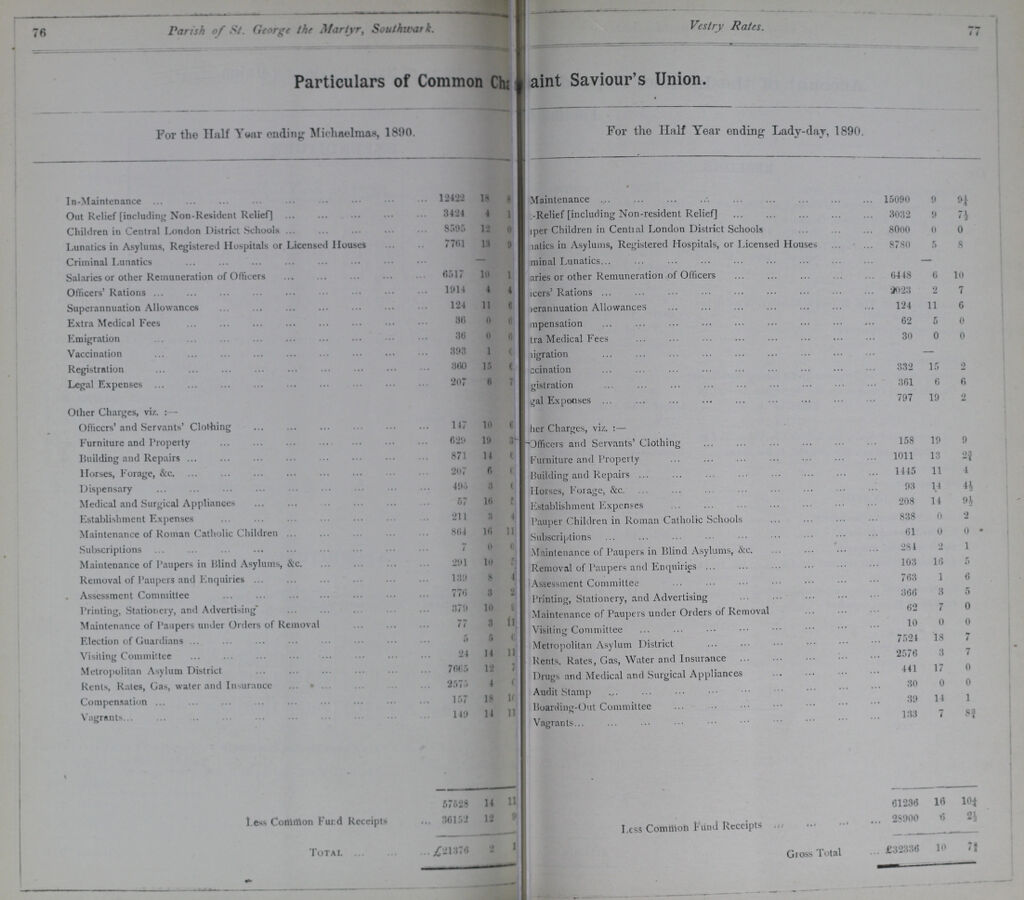 76
Parish of St. George the Martyr, Southwark.
Particulars of Common
For the Half Year ending Michaelmas, 1890.
In-Maintenance ... 12422 18
Out Relief [including Non-Resident Relief] ... 3424 4
Children in Central London District Schools ... 8595 12
Lunatics in Asylums, Registered Hospitals or Licensed Houses 7761 13
Criminal Lunatics ... —
Salaries or other Remuneration of Officers ... 6517 10
Officers' Rations ... 1914 4
Superannuation Allowances ... 124 11
Extra Medical Fees ... 36 0
Emigration ... 36 0
Vaccination ... 393 1
Registration ... 360 15
Legal Expenses ... 207 6
Other Charges, viz. :—
Officers' and Servants' Clothing ... 147 10
Furniture and Property ... 629 19
Building and Repairs ... 871 14
Horses, Forage, &c. ... 207 6
Dispensary ... 495 3
Medical and Surgical Appliances ... 57 16
Establishment Expenses ... 211 3
Maintenance of Roman Catholic Children ... 864 16 11
Subscriptions ... 7 0
Maintenance of Paupers in Blind Asylums, &c. ... 291 10
Removal of Paupers and Enquiries ... 139 8
Assessment Committee ... 776 3
Printing, Stationery, and Advertising ... 379 10
Maintenance of Paupers under Orders of Removal ... 77 3 11
Election of Guardians ... 5 5
Visiting Committee ... 24 14 11
Metropolitan Asylum District ... 7665 12
Rents, Rates, Gas, water and Insurance ... 2575 4
Compensation ... 157 18
Vagrants... 149 14 11
57528 14 11
Less Common Fund Receipts ... 36152 12
TOTAL ... £21376 2
Vestry Rates.
77
aint Saviour's Union.
For the Half Year ending Lady-day, 1890.
Maintenance ... 15090 9 9¼
-Relief [including Non-resident Relief] ... 3032 9 7½
per Children in Central London District Schools ... 8000 0 0
natics in Asylums, Registered Hospitals, or Licensed Houses ... 8780 5 8
minal Lunatics... —
aries or other Remuneration of Officers ... 6448 6 10
icers' Rations ... 2023 2 7
erannuation Allowances ... 124 11 6
mpensation ... 62 5 0
tra Medical Fees ... 30 0 0
igration ... —
ccination ... 332 15 2
gistration ... 361 6 6
gal Expenses ... 797 19 2
her Charges, viz. :—
Officers and Servants' Clothing ... 158 19 9
Furniture and Property ... 1011 13 2¾
Building and Repairs ... 1445 11 4
Horses, Forage, &c. ... 93 14 4½
Establishment Expenses ... 208 14 9½
Pauper Children in Roman Catholic Schools ... 838 0 2
Subscriptions ... 61 0 0
Maintenance of Paupers in Blind Asylums, &c. ... 284 2 1
Removal of Paupers and Enquiries ... 103 16 5
Assessment Committee ... 763 1 6
Printing, Stationery, and Advertising ... 366 3 5
Maintenance of Paupers under Orders of Removal ... 62 7 0
Visiting Committee ... 10 0 0
Metropolitan Asylum District ... 7524 18 7
Rents, Rates, Gas, Water and Insurance ... 2576 3 7
Drugs and Medical and Surgical Appliances ... 441 17 0
Audit Stamp ... 30 0 0
Boarding-Out Committee ... 39 14 1
Vagrants... 133 7 8¾
61236 16 10¼
Less Common Fund Receipts ... 28900 6 2½
Gross Total ... £32336 10 7¾